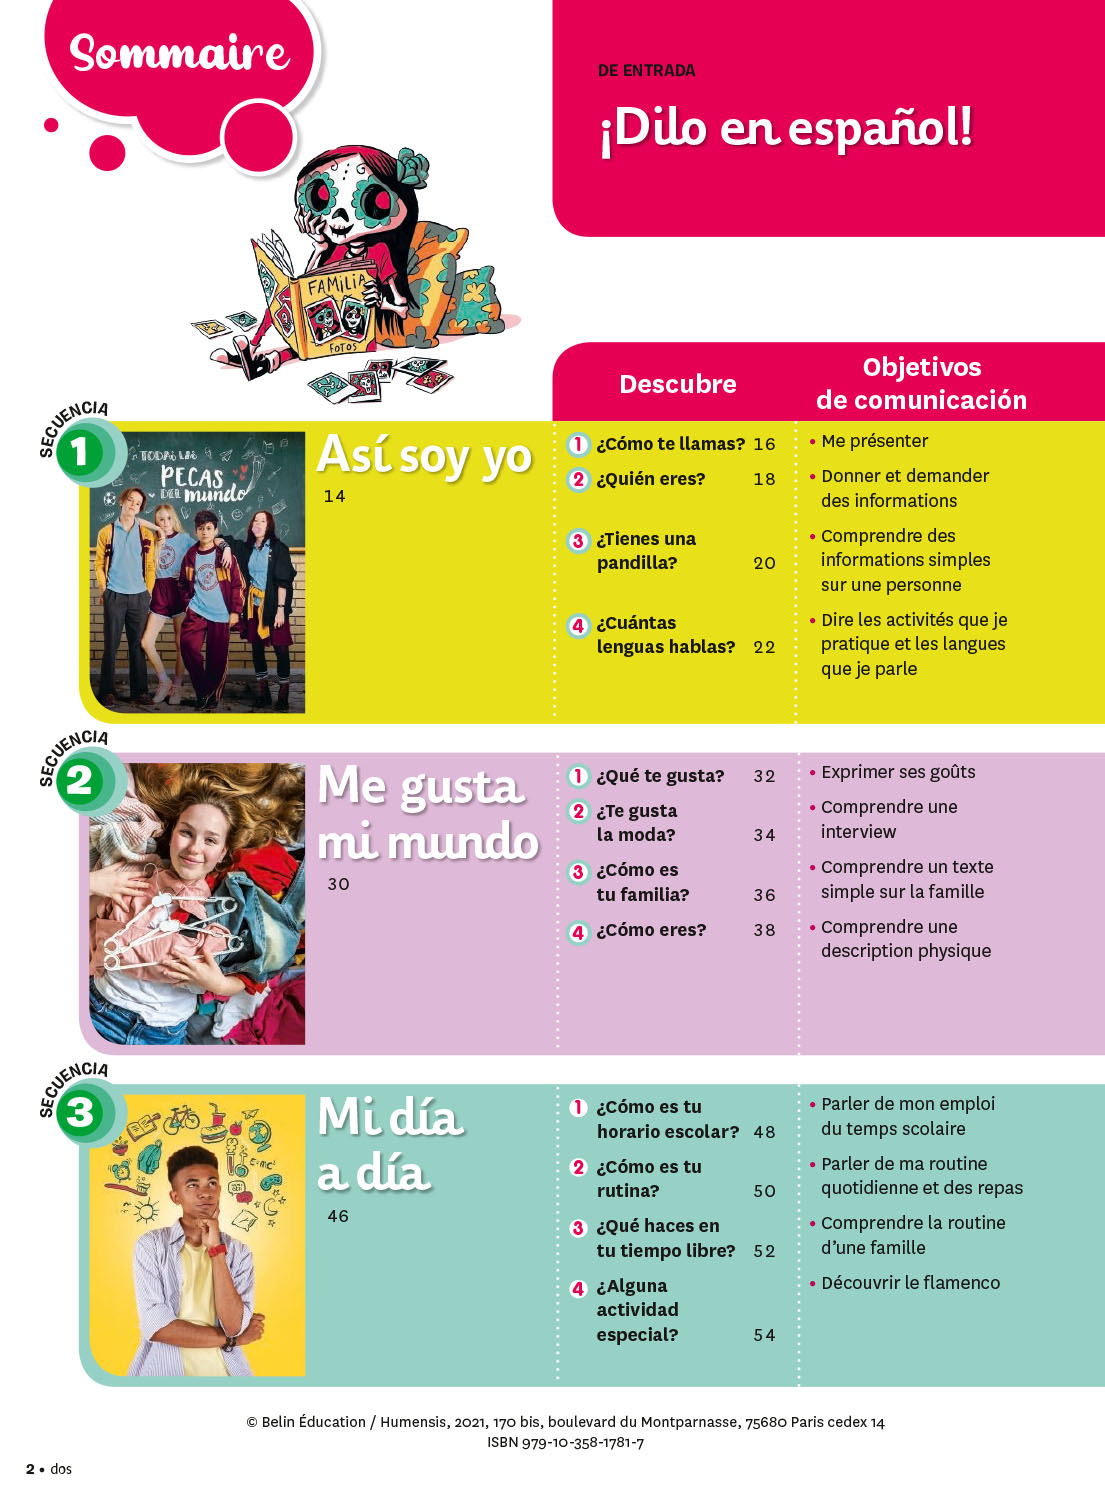 Sommaire
DE ENTRADA
¡Dilo en español!
FAMILIA
FOTOS
Descubre
Objetivos
de comunicación
SECUENCIA
1
TODAS LAS
PECAS
DEL mundo
Así soy yo
14
1 ¿Cómo te llamas? 16
2 ¿Quién eres? 18
3 ¿Tienes una
pandilla? 20
4 ¿Cuántas
lenguas hablas? 22
• Me présenter
• Donner et demander
des informations
• Comprendre des
informations simples
sur une personne
• Dire les activités que je
pratique et les langues
que je parle
SECUENCIA
2
Me gusta
mi mundo
30
1 ¿Qué te gusta? 32
2 ¿Te gusta
la moda? 34
3 ¿Cómo es
tu familia? 36
4 ¿Cómo eres? 38
• Exprimer ses goûts
• Comprendre une
interview
• Comprendre un texte
simple sur la famille
• Comprendre une
description physique
SECUENCIA
3
E=MC²
Mi día
a día
46
1 ¿Cómo es tu
horario escolar? 48
2 ¿Cómo es tu
rutina? 50
3 ¿Qué haces en
tu tiempo libre? 52
4 ¿Alguna
actividad
especial? 54
• Parler de mon emploi
du temps scolaire
• Parler de ma routine
quotidienne et des repas
• Comprendre la routine
d’une famille
• Découvrir le flamenco
© Belin Éducation / Humensis, 2021, 170 bis, boulevard du Montparnasse, 75680 Paris cedex 14
ISBN 979-10-358-1781-7
2 • dos